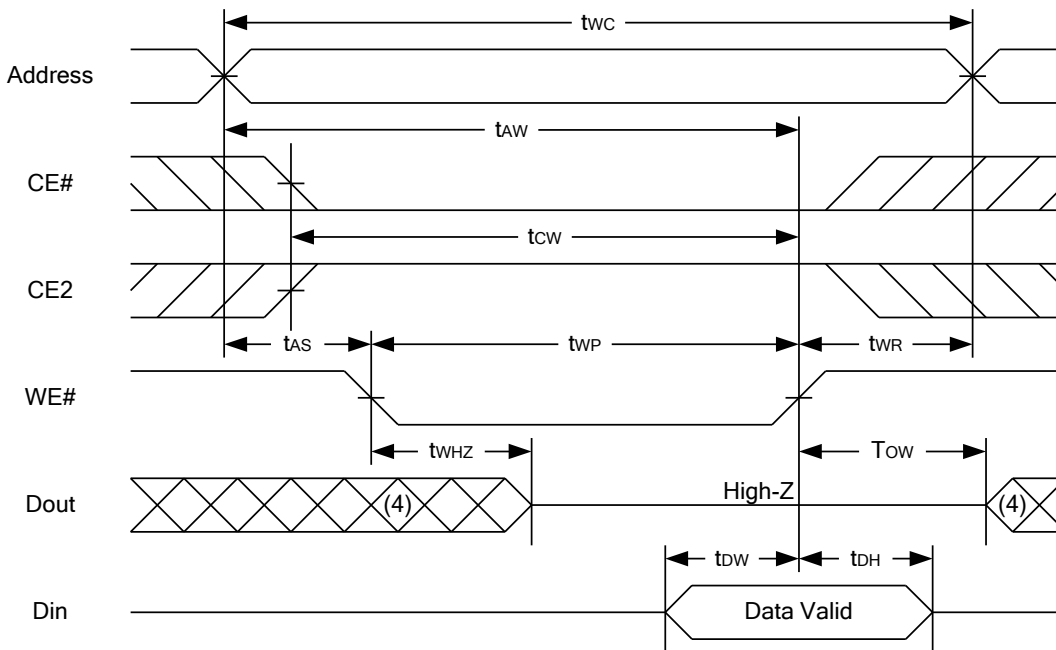 tWC
Address
tAW
CE#
tCW
CE2
tAS tWP tWR
WE#
tWHZ TOW
Dout (4) High-Z (4)
tDW tDH
Din Data Valid